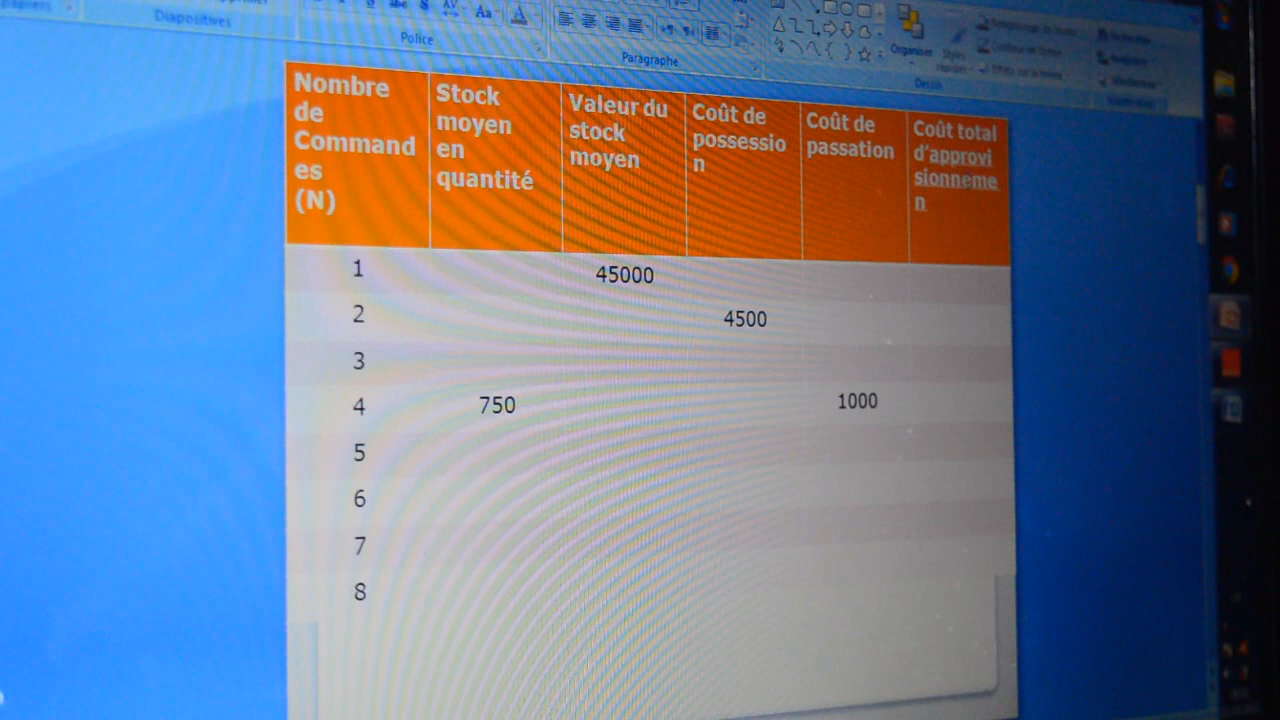 Diapositives
Police
Paragraphe
Organiser
Dessin
Nombre
de
Command
es
(N)
Stock
moyen
en
quantité
Valeur du
stock
moyen
Coût de
possessio
n
Coût de
passation
Coût total
d'approvi
sionneme
n
1 45000
2 4500
3
4 750 1000
5
6
7
8